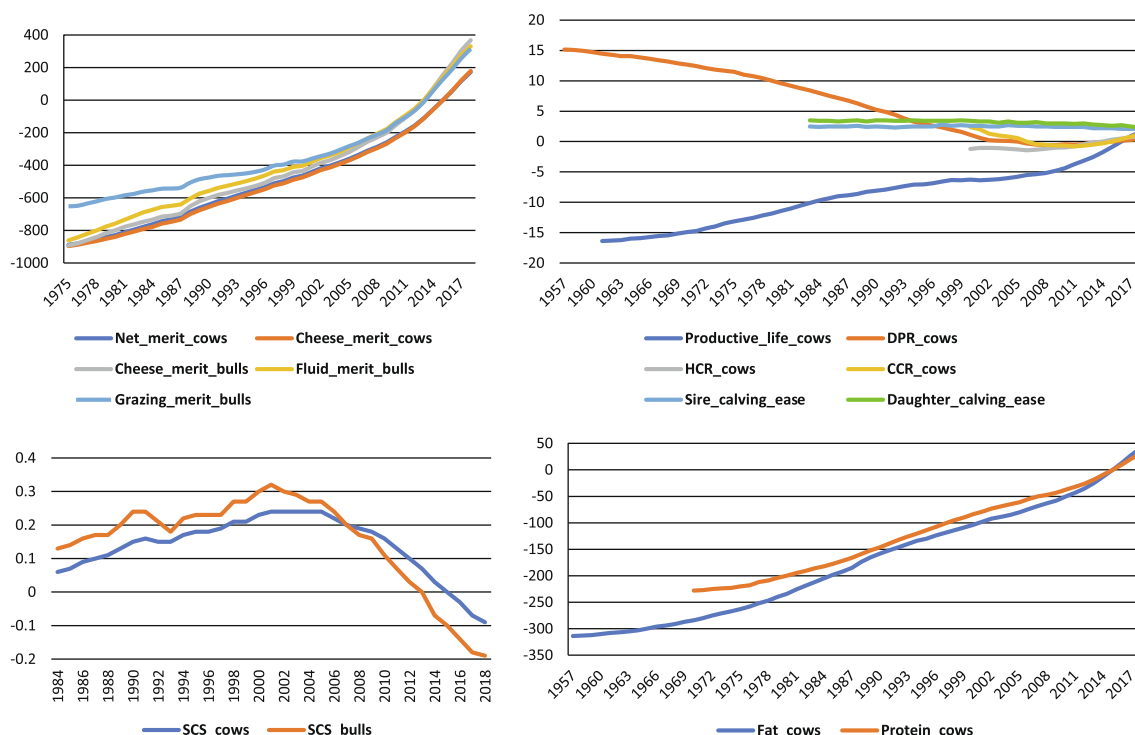 400
200
0
-200
-400
-600
-800
-1000
1975 1978 1981 1984 1987 1990 1993 1996 1999 2002 2005 2008 2011 2014 2017
Net_merit_cows Cheese_merit_cows
Cheese_merit_bulls Fluid_merit_bulls
Grazing_merit_bulls
20
15
10
5
0
-5
-10
-15
-20
1957 1960 1963 1966 1969 1972 1975 1978 1981 1984 1987 1990 1993 1996 1999 2002 2005 2008 2011 2014 2017
Productive_life_cows DPR_cows
HCR_cows CCR_cows
Sire_calving_ease Daughter_calving_ease
0.4
0.3
0.2
0.1
0
-0.1
-0.2
1984 1986 1988 1990 1992 1994 1996 1998 2000 2002 2004 2006 2008 2010 2012 2014 2016 2018
SCS_cows SCS_bulls
50
0
-50
-100
-150
-200
-250
-300
-350
1957 1960 1963 1966 1969 1972 1975 1978 1981 1984 1987 1990 1993 1996 1999 2002 2005 2008 2011 2014 2017
Fat_cows Protein_cows